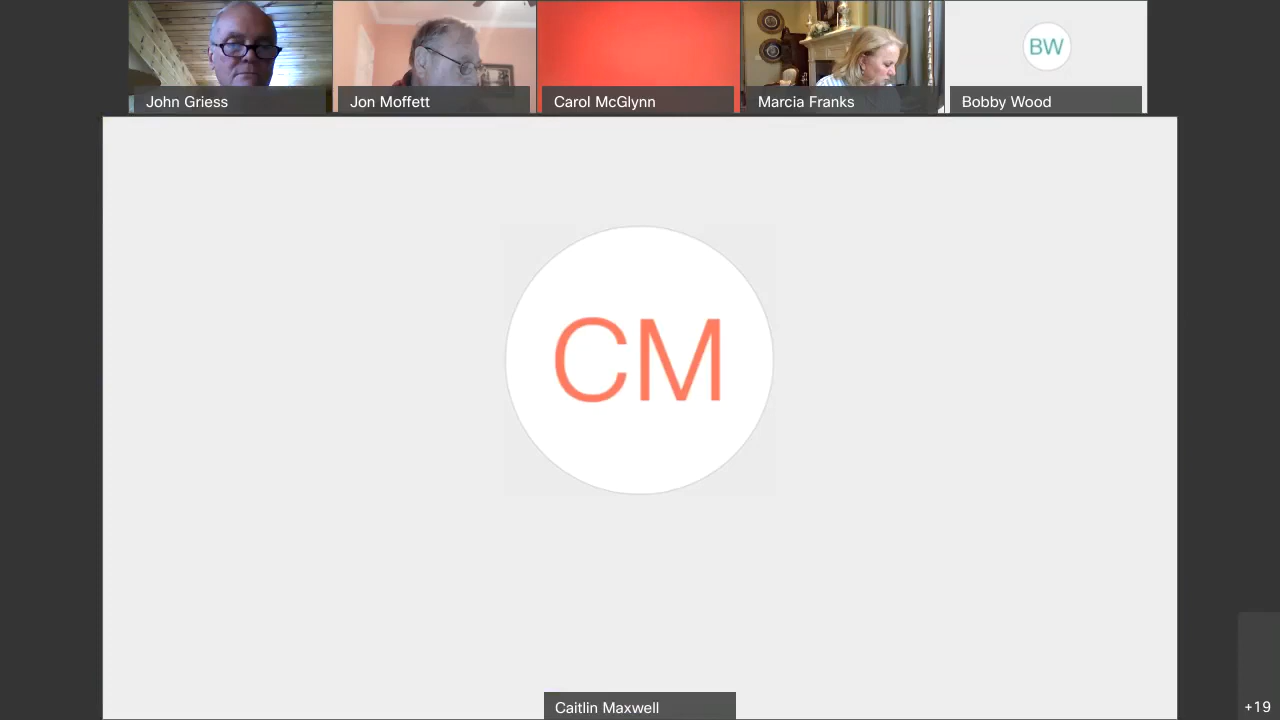 BW
John Griess
Jon Moffett
Carol McGlynn
Marcia Franks
Bobby Wood
CM
Caitlin Maxwell
+19